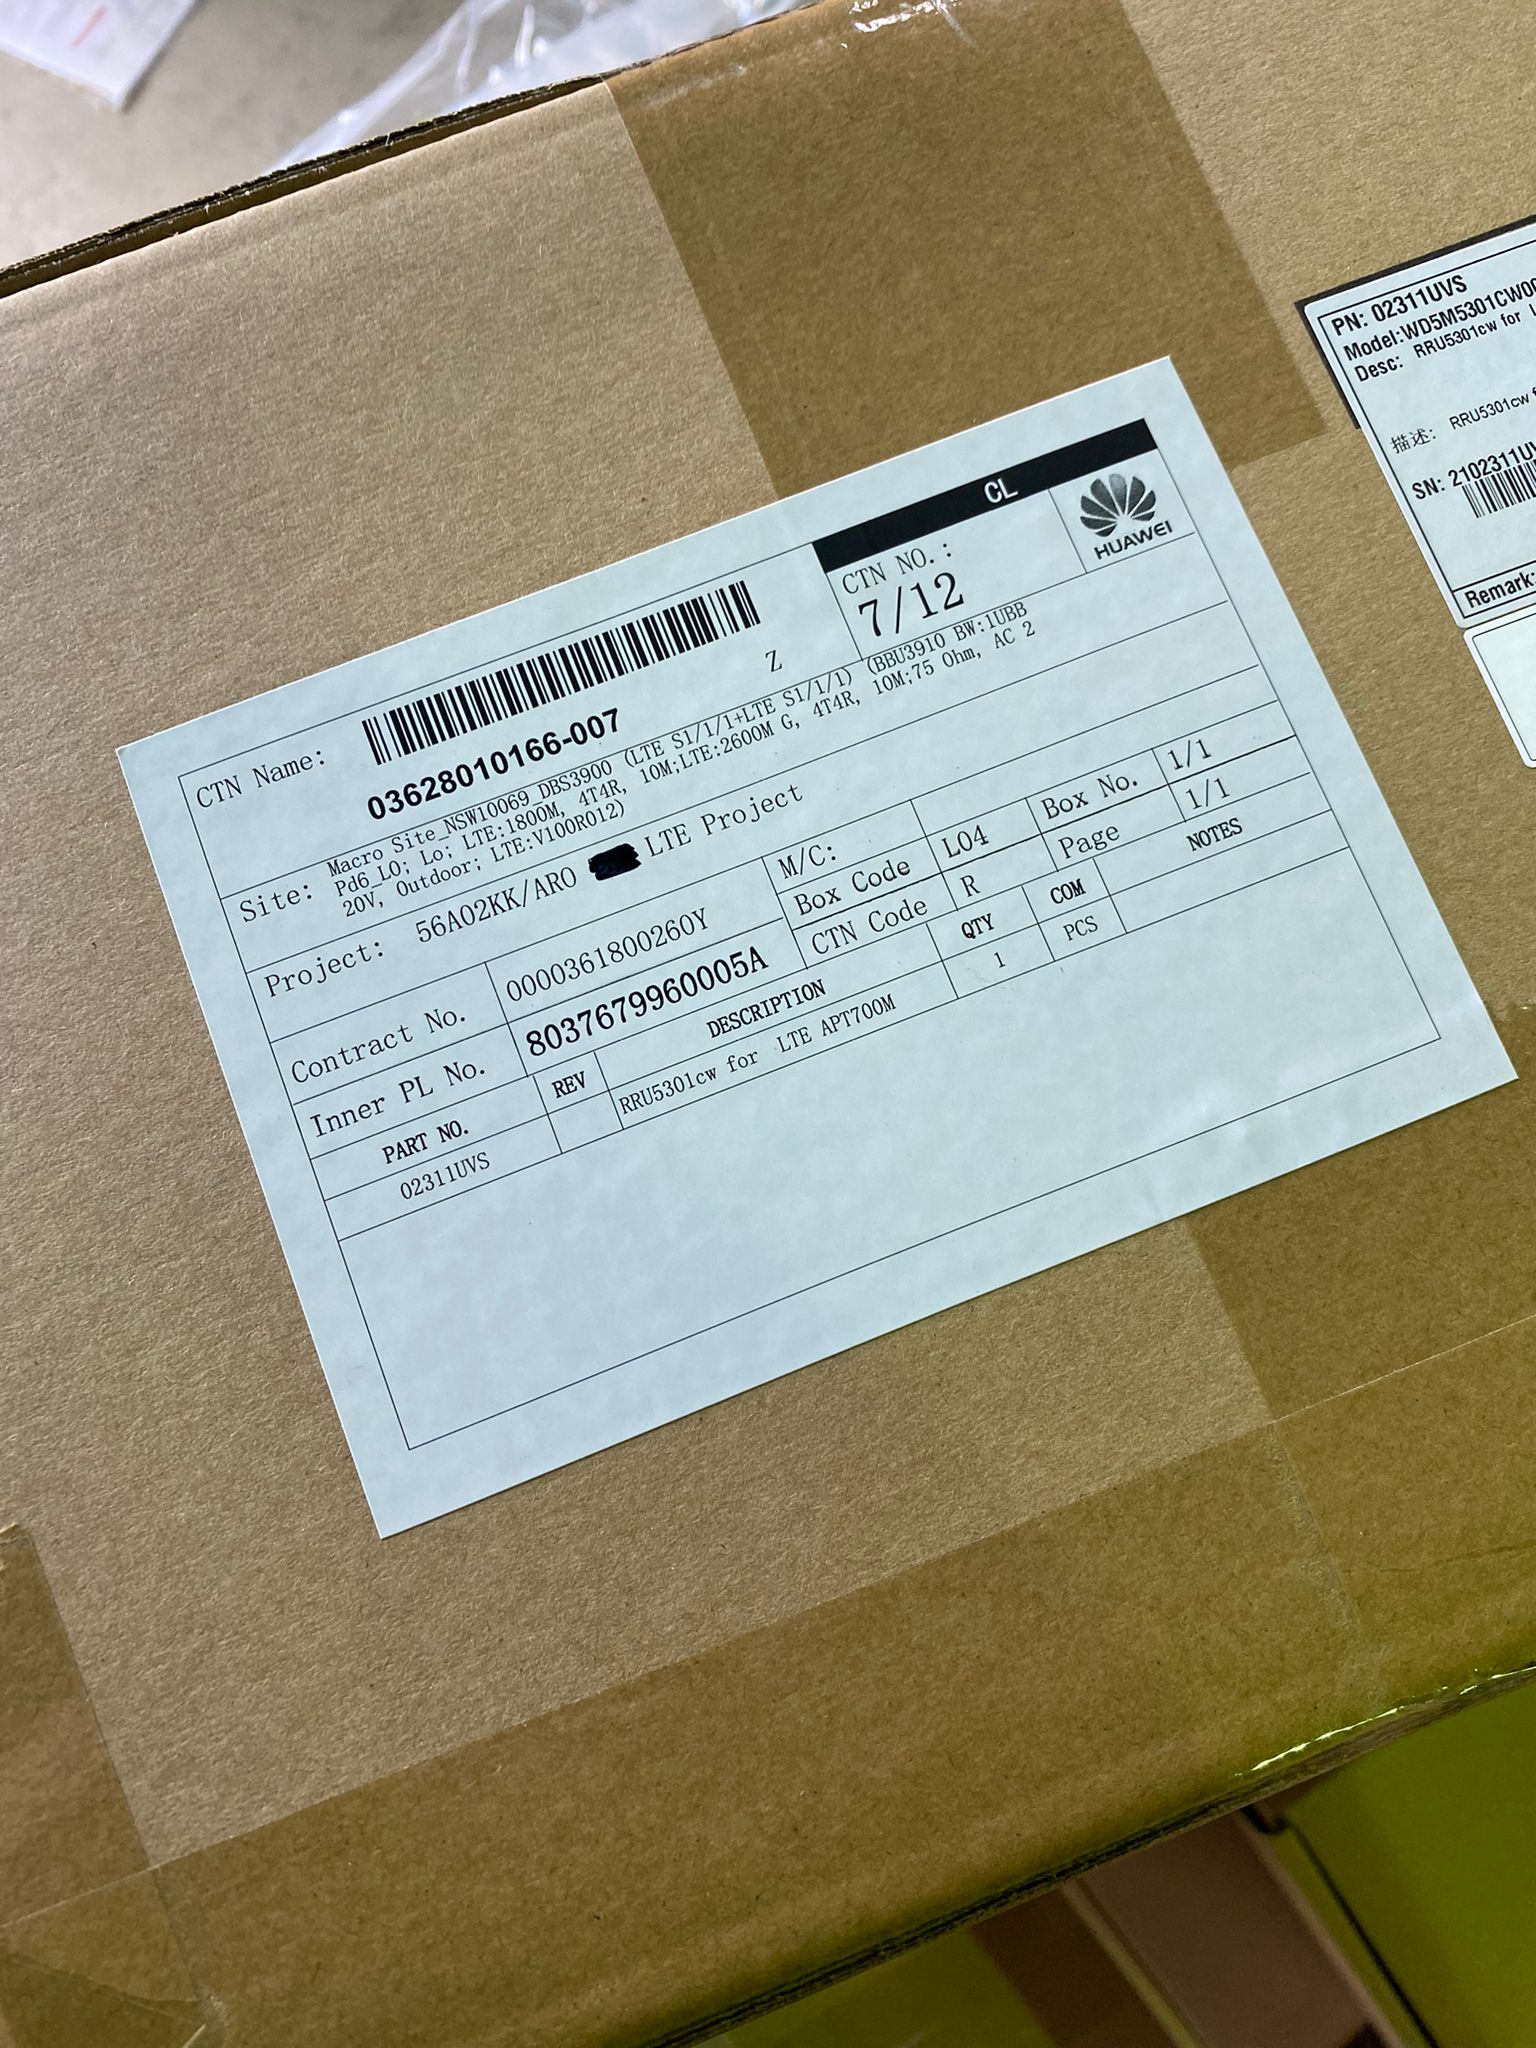 CL
CTN Name:
03628010166-007
Z
CTN NO.:
7/12
HUAWEI
Site:
Macro Site_NSW10069_DBS3900 (LTE S1/1/1+LTE S1/1/1) (BBU3910 BW:1UBB
Pd6_L0; Lo; LTE:1800M, 4T4R, 10M;LTE:2600M G, 4T4R, 10M;75 Ohm, AC 2
20V, Outdoor; LTE:V100R012)
Project: 56A02KK/ARO LTE Project
Contract No. 0000361800260Y M/C:
Inner PL No. 8037679960005A Box Code L04 Box No. 1/1
CTN Code R Page 1/1
PART NO. REV DESCRIPTION QTY COM NOTES
02311UVS RRU5301cw for LTE APT700M 1 PCS
PN: 02311UVS
Model:WD5M5301CW
Desc: RRU5301cw for
描述: RRU5301cw
SN: 2102311U
Remark: